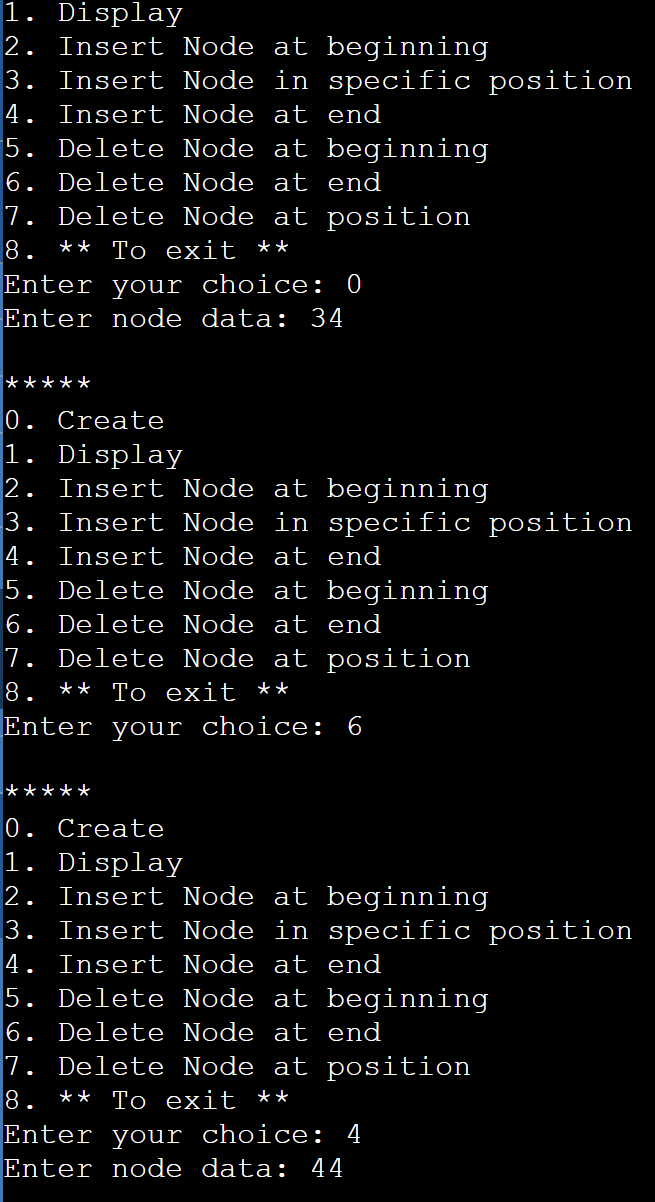 1. Display
2. Insert Node at beginning
3. Insert Node in specific position
4. Insert Node at end
5. Delete Node at beginning
6. Delete Node at end
7. Delete Node at position
8. ** To exit **
Enter your choice: 0
Enter node data: 34
*****
0. Create
1. Display
2. Insert Node at beginning
3. Insert Node in specific position
4. Insert Node at end
5. Delete Node at beginning
6. Delete Node at end
7. Delete Node at position
8. ** To exit **
Enter your choice: 6
*****
0. Create
1. Display
2. Insert Node at beginning
3. Insert Node in specific position
4. Insert Node at end
5. Delete Node at beginning
6. Delete Node at end
7. Delete Node at position
8. ** To exit **
Enter your choice: 4
Enter node data: 44